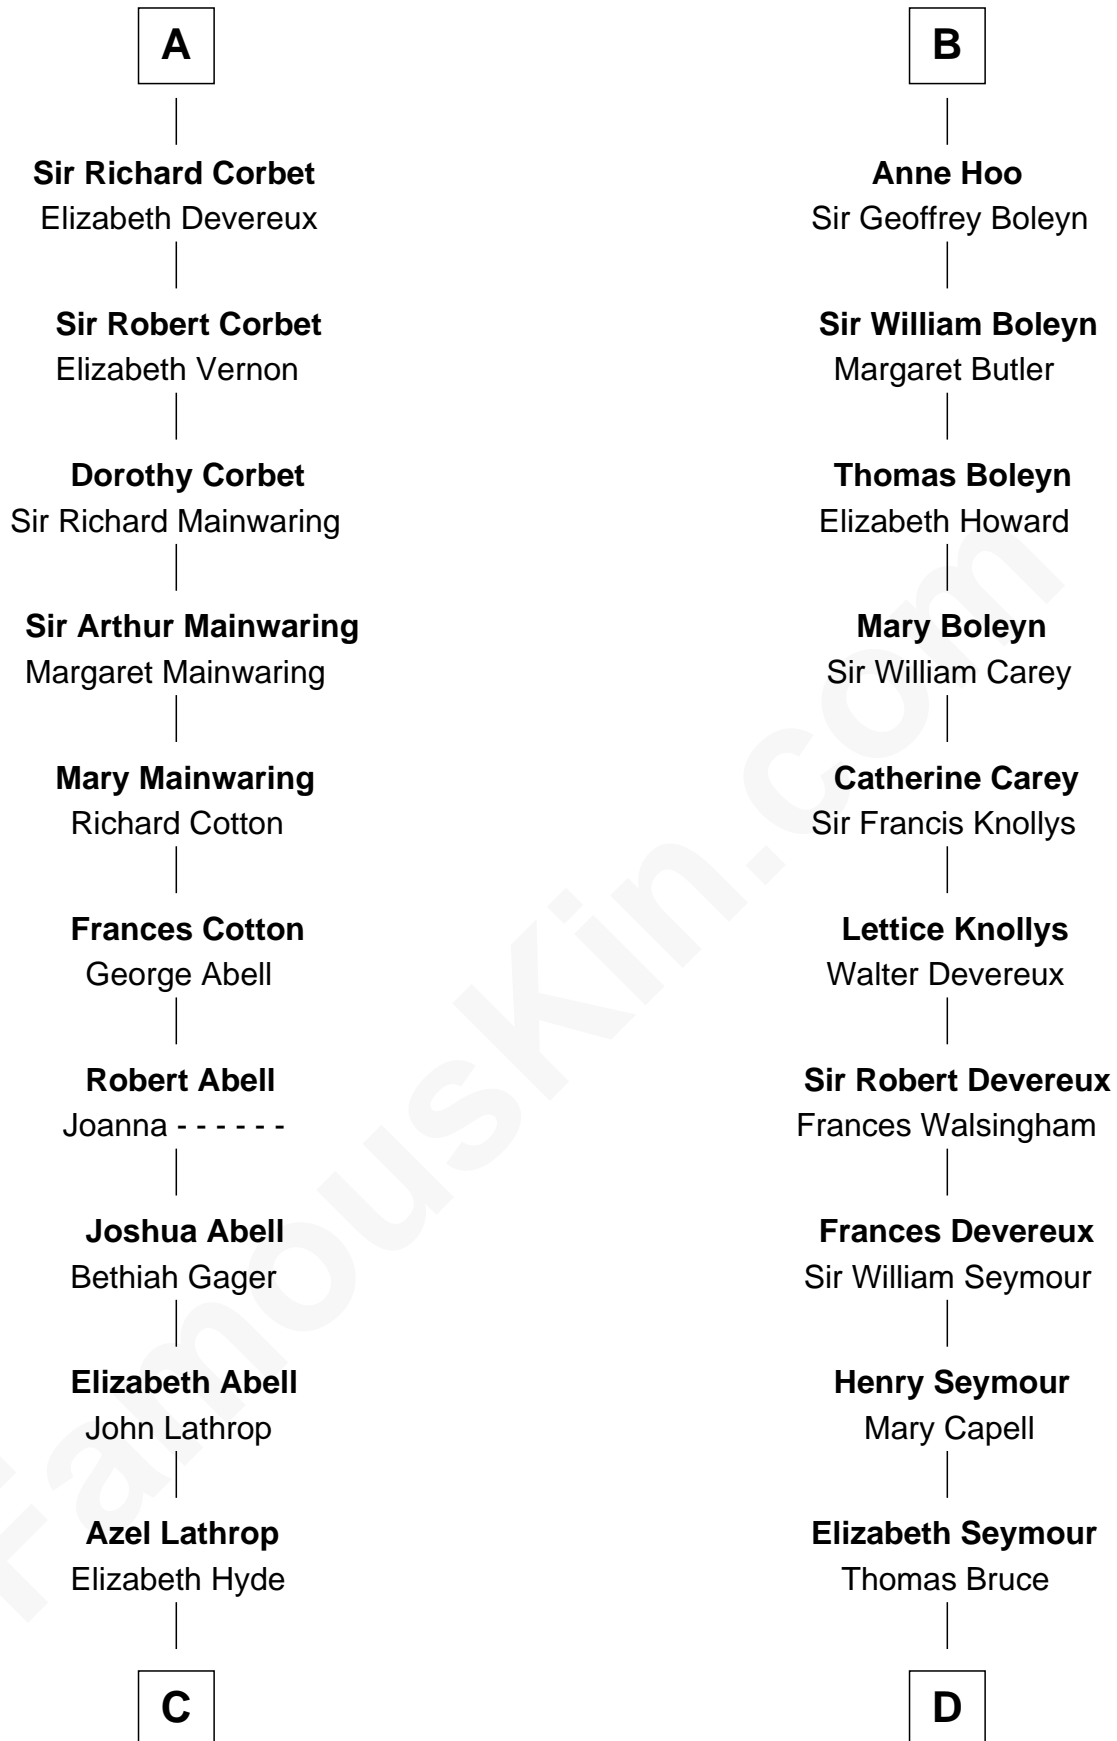 A
Sir Richard Corbet
Elizabeth Devereux
Sir Robert Corbet
Elizabeth Vernon
Dorothy Corbet
Sir Richard Mainwaring
Sir Arthur Mainwaring
Margaret Mainwaring
Mary Mainwaring
Richard Cotton
Frances Cotton
George Abell
Robert Abell
Joanna - - - - - -
Joshua Abell
Bethiah Gager
Elizabeth Abell
John Lathrop
Azel Lathrop
Elizabeth Hyde
C
B
Anne Hoo
Sir Geoffrey Boleyn
Sir William Boleyn
Margaret Butler
Thomas Boleyn
Elizabeth Howard
Mary Boleyn
Sir William Carey
Catherine Carey
Sir Francis Knollys
Lettice Knollys
Walter Devereux
Sir Robert Devereux
Frances Walsingham
Frances Devereux
Sir William Seymour
Henry Seymour
Mary Capell
Elizabeth Seymour
Thomas Bruce
D
FamousKin.com